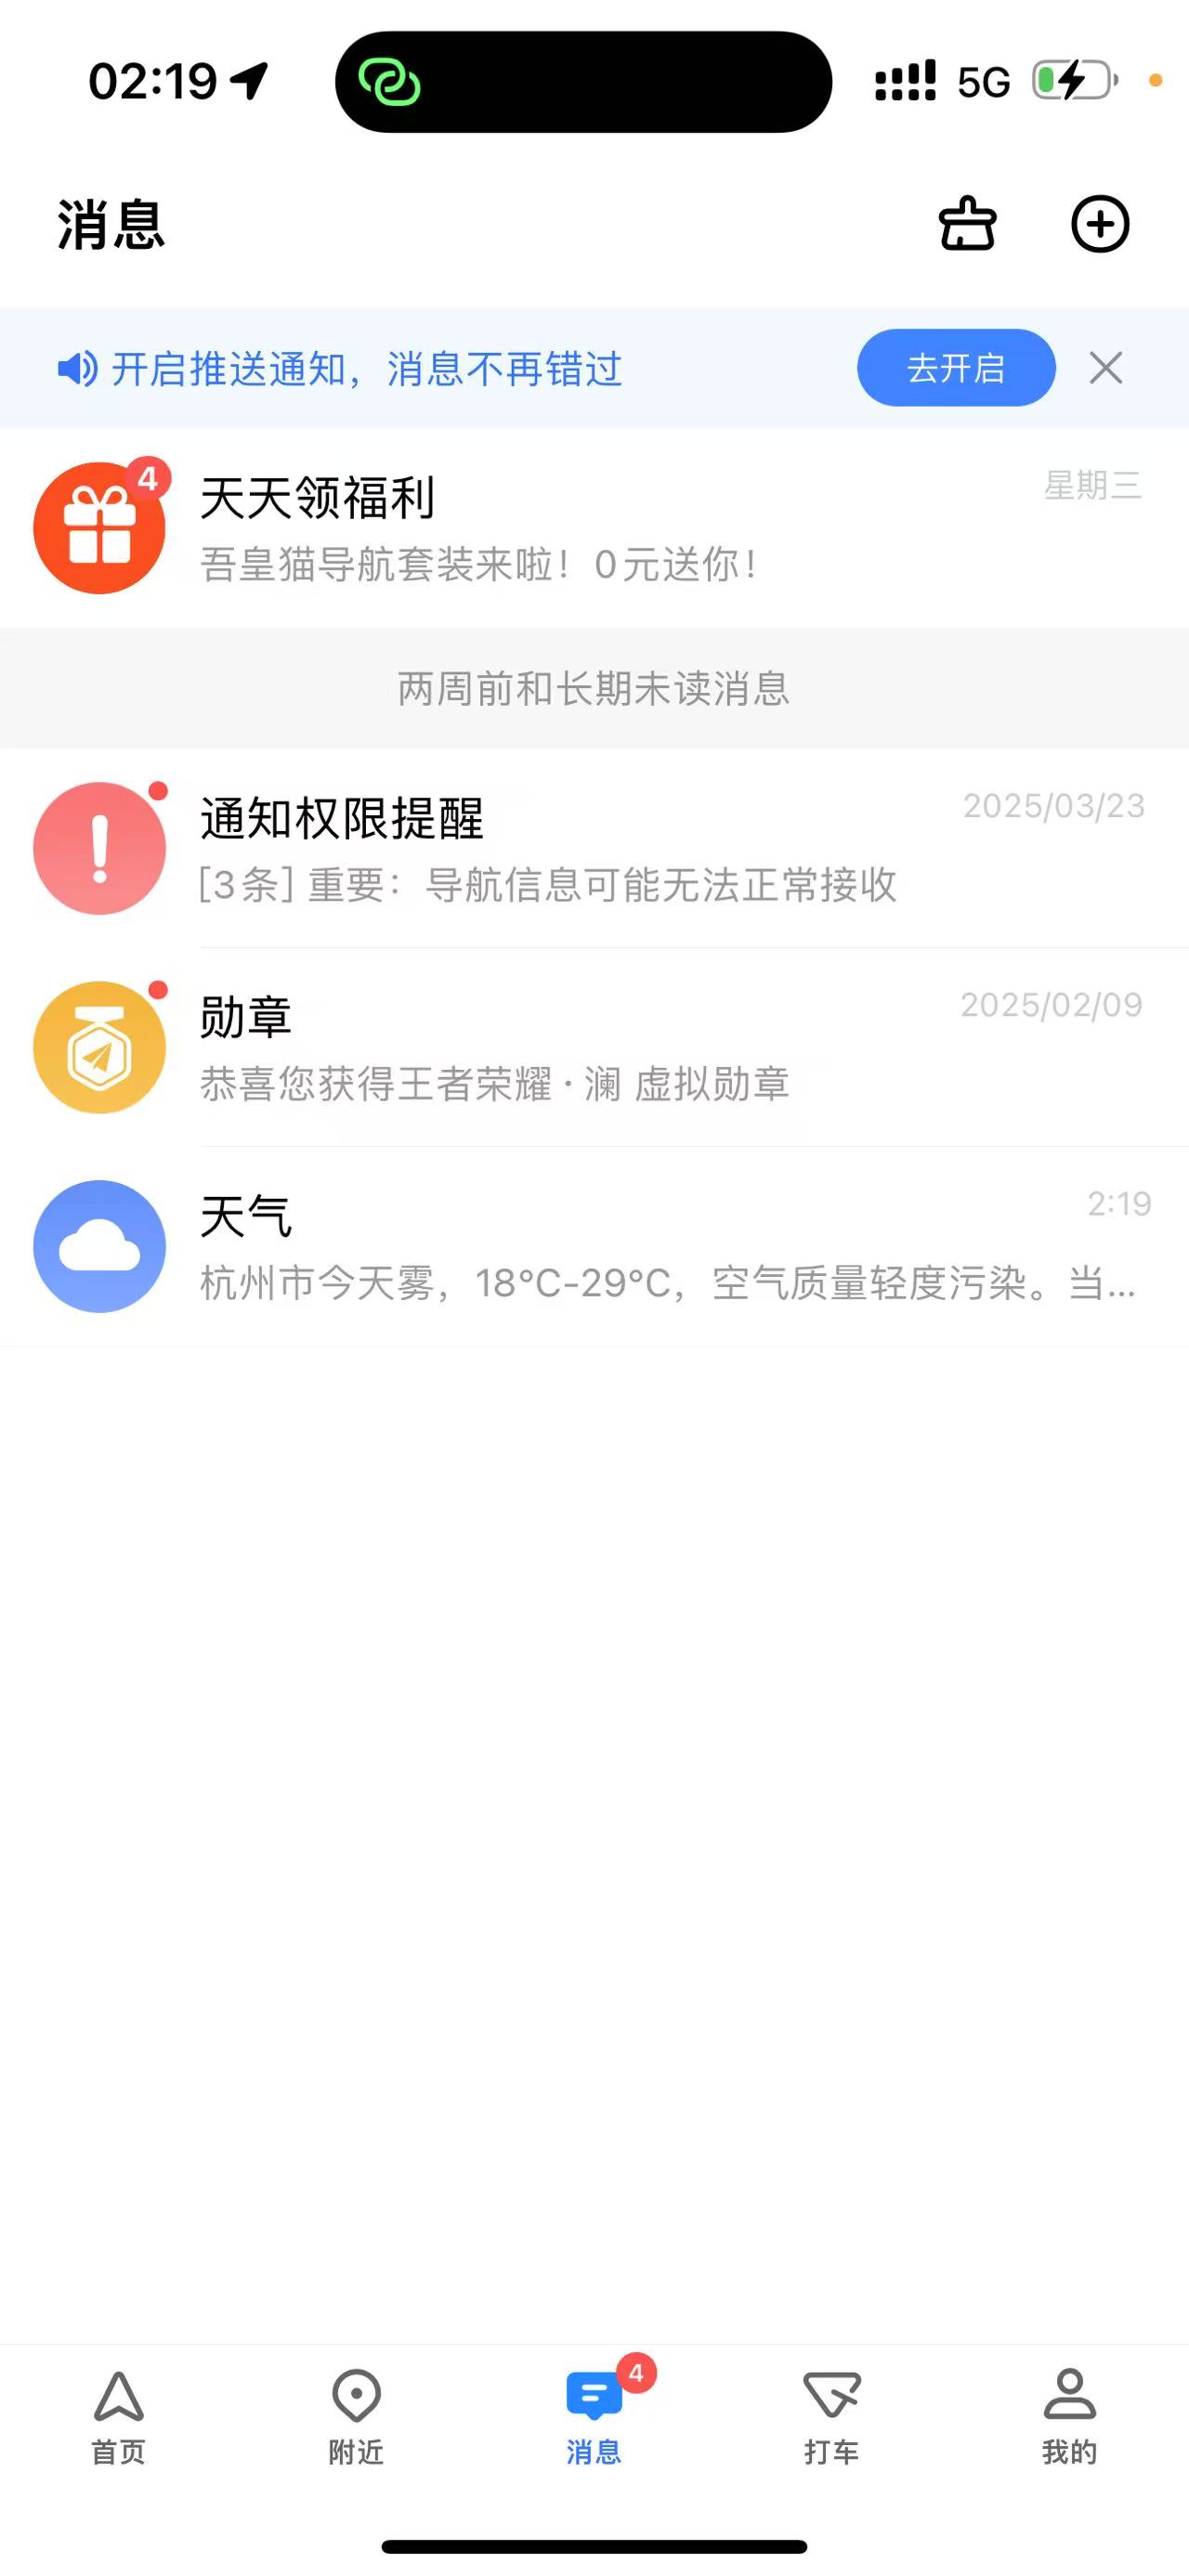 02:19
5G
消息
开启推送通知，消息不再错过
去开启
4
天天领福利
星期三
吾皇猫导航套装来啦！0元送你！
两周前和长期未读消息
通知权限提醒
2025/03/23
[3条] 重要：导航信息可能无法正常接收
勋章
2025/02/09
恭喜您获得王者荣耀·澜 虚拟勋章
天气
2:19
杭州市今天雾，18°C-29°C，空气质量轻度污染。当...
4
首页
附近
消息
打车
我的